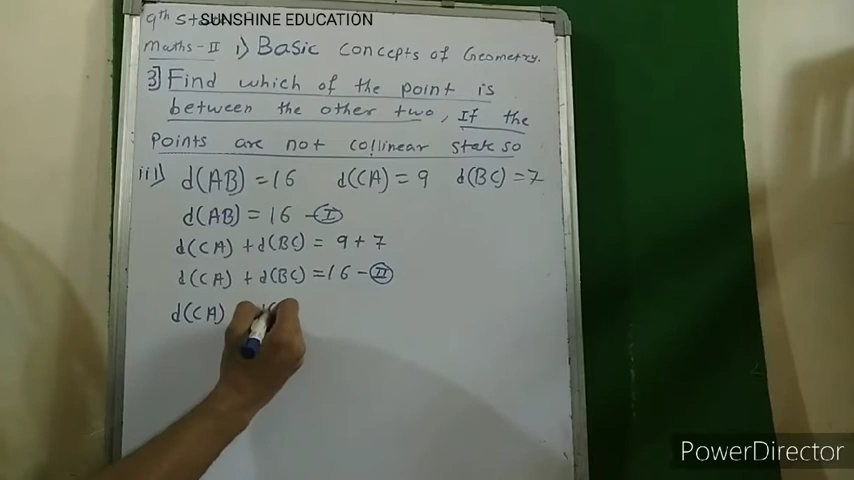 9th St
SUNSHINE EDUCATION
Maths-II i) Basic Concepts of Geometry.
3] Find which of the point is
between the other two, If the
points are not collinear state so
iii) d(AB) = 16 d(CA) = 9 d(BC) = 7
d(AB) = 16 - I
d(CA) + d(BC) = 9 + 7
d(CA) + d(BC) = 16 - II
d(CA)
PowerDirector